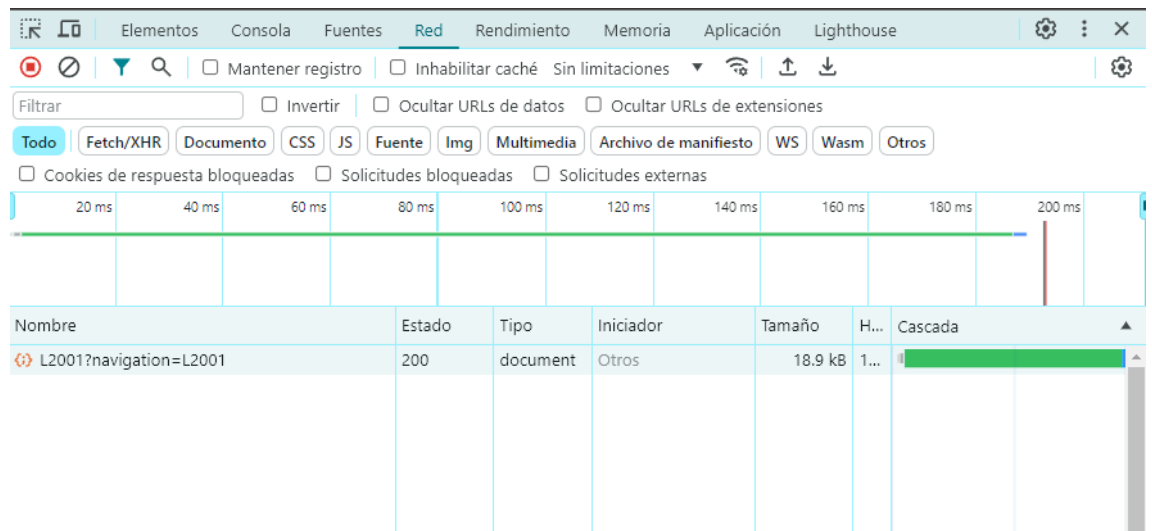 Elementos Consola Fuentes Red Rendimiento Memoria Aplicación Lighthouse
Mantener registro Inhabilitar caché Sin limitaciones
Filtrar Invertir Ocultar URLs de datos Ocultar URLs de extensiones
Todo Fetch/XHR Documento CSS JS Fuente Img Multimedia Archivo de manifiesto WS Wasm Otros
Cookies de respuesta bloqueadas Solicitudes bloqueadas Solicitudes externas
20 ms 40 ms 60 ms 80 ms 100 ms 120 ms 140 ms 160 ms 180 ms 200 ms
Nombre Estado Tipo Iniciador Tamaño H... Cascada
L2001?navigation=L2001 200 document Otros 18.9 kB 1...